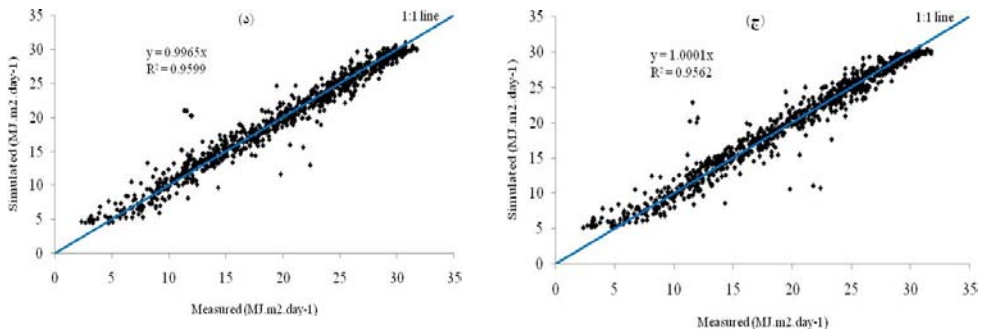 (د)
1:1 line
y = 0.9965x
R² = 0.9599
Simulated (MJ.m2.day-1)
35
30
25
20
15
10
5
0
0 5 10 15 20 25 30 35
Measured (MJ.m2.day-1)
(ج)
1:1 line
y = 1.0001x
R² = 0.9562
Simulated (MJ.m2.day-1)
35
30
25
20
15
10
5
0
0 5 10 15 20 25 30 35
Measured (MJ.m2.day-1)